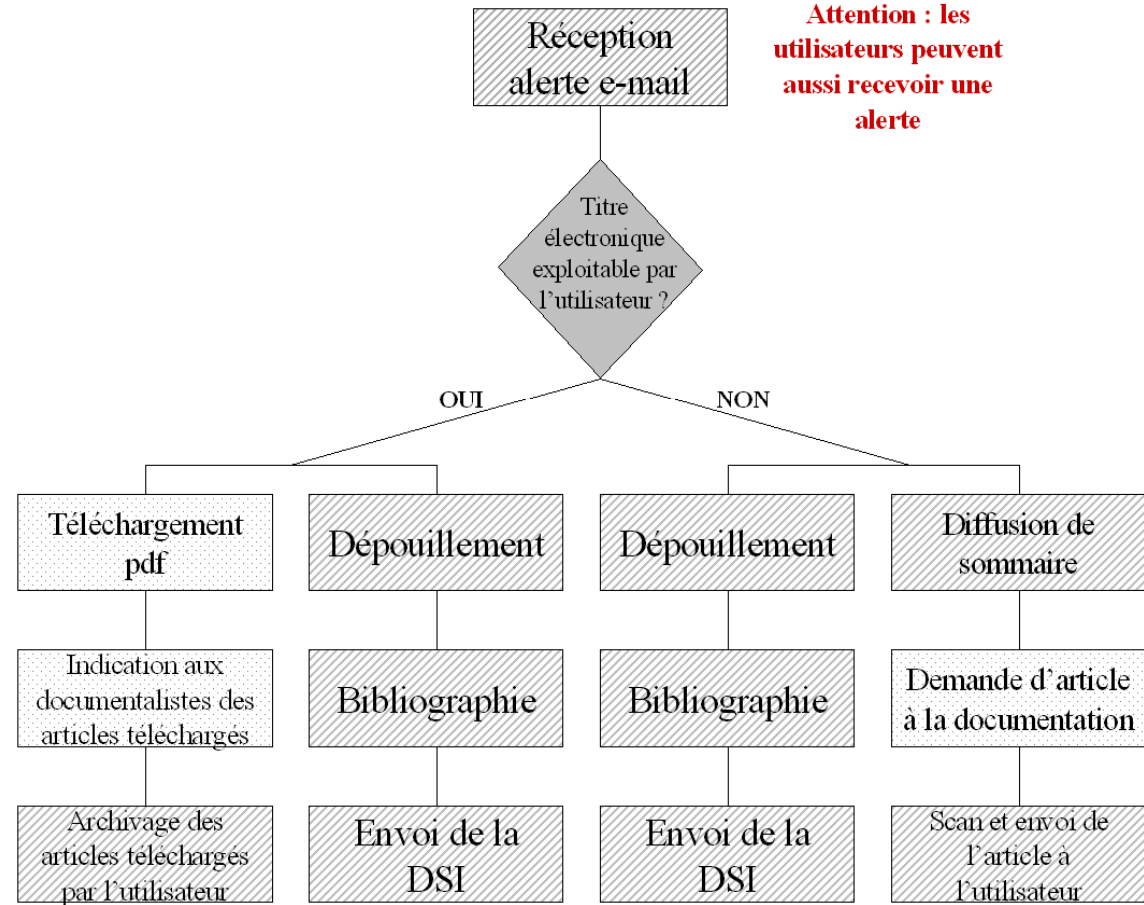 Réception
alerte e-mail
Attention : les
utilisateurs peuvent
aussi recevoir une
alerte
Titre
électronique
exploitable par
l'utilisateur ?
OUI
NON
Téléchargement
pdf
Dépouillement
Dépouillement
Diffusion de
sommaire
Indication aux
documentalistes des
articles téléchargés
Bibliographie
Bibliographie
Demande d'article
à la documentation
Archivage des
articles téléchargés
par l'utilisateur
Envoi de la
DSI
Envoi de la
DSI
Scan et envoi de
l'article à
l'utilisateur